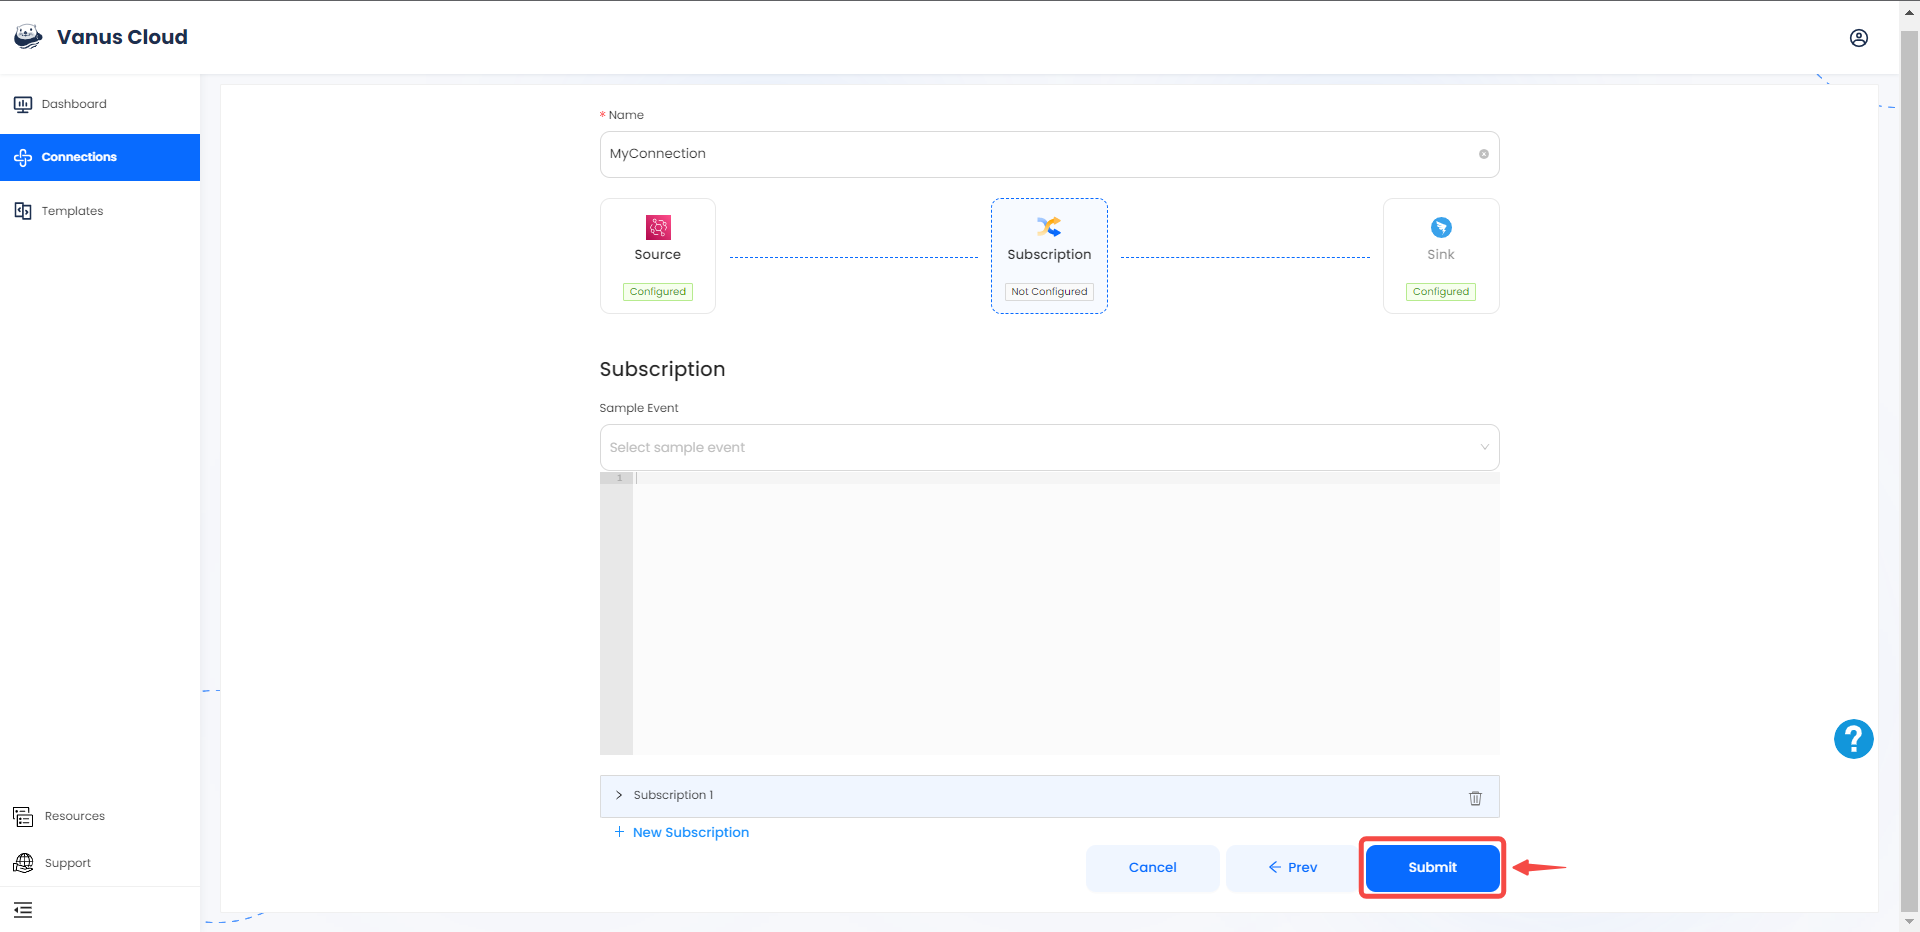 Vanus Cloud
Dashboard
Connections
Templates
* Name
MyConnection
Source
Configured
Subscription
Not Configured
Sink
Configured
Subscription
Sample Event
Select sample event
1
Subscription 1
+ New Subscription
Cancel
← Prev
Submit
?
Resources
Support